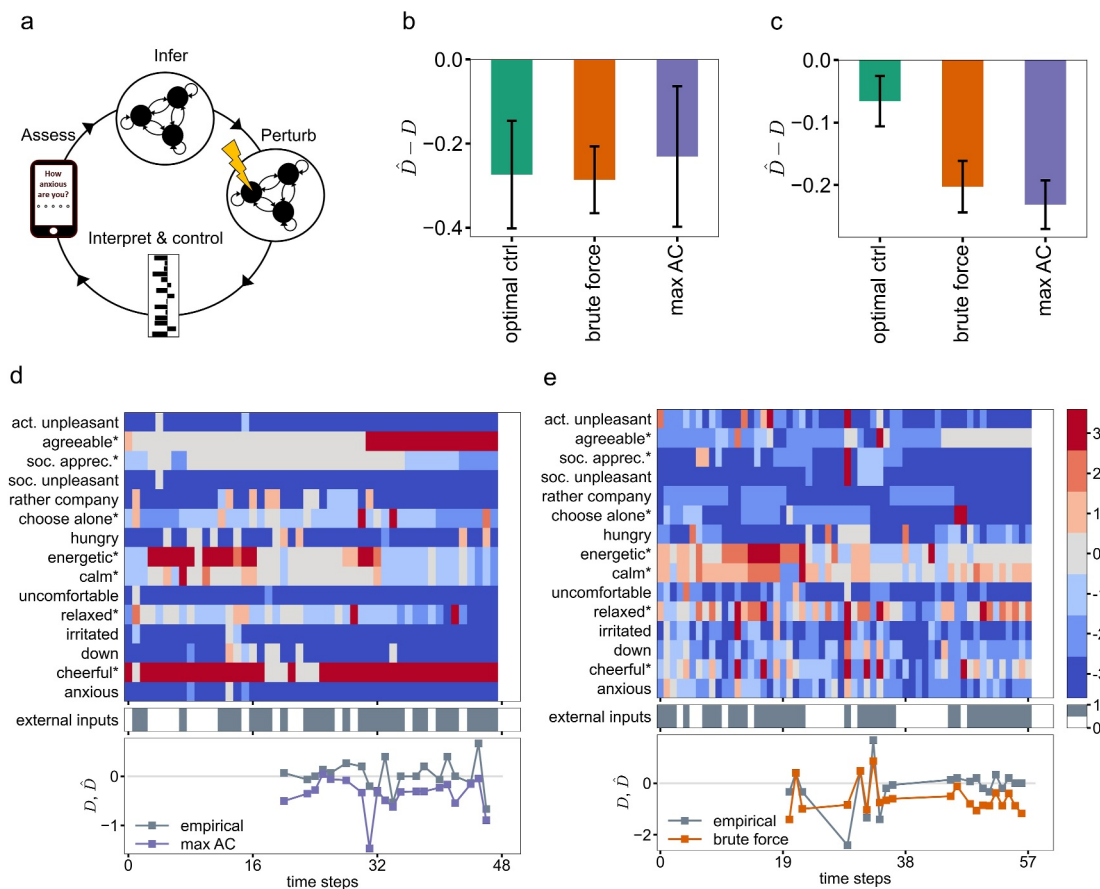 a
Infer
Assess
Perturb
How
anxious
are you?
Interpret & control
b
0.0
−0.2
−0.4
D̂ − D
optimal ctrl
brute force
max AC
c
0.0
−0.1
−0.2
D̂ − D
optimal ctrl
brute force
max AC
d
act. unpleasant
agreeable*
soc. apprec.*
soc. unpleasant
rather company
choose alone*
hungry
energetic*
calm*
uncomfortable
relaxed*
irritated
down
cheerful*
anxious
external inputs
D, D̂
0
−1
empirical
max AC
0 16 32 48
time steps
e
act. unpleasant
agreeable*
soc. apprec.*
soc. unpleasant
rather company
choose alone*
hungry
energetic*
calm*
uncomfortable
relaxed*
irritated
down
cheerful*
anxious
external inputs
D, D̂
0
−2
empirical
brute force
0 19 38 57
time steps
3
2
1
0
-1
-2
-3
1
0